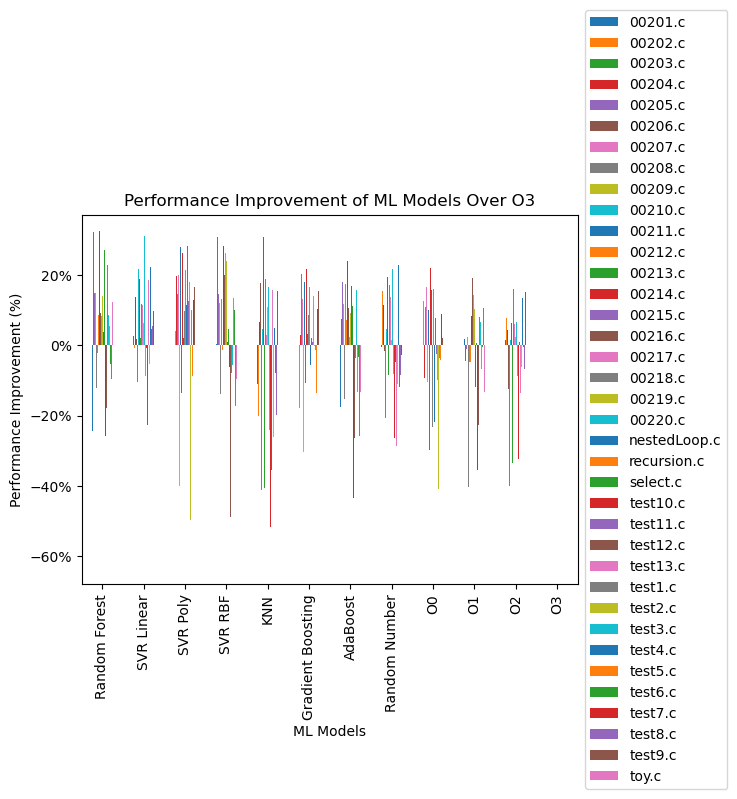 Performance Improvement of ML Models Over O3
Performance Improvement (%)
20%
0%
−20%
−40%
−60%
Random Forest
SVR Linear
SVR Poly
SVR RBF
KNN
Gradient Boosting
AdaBoost
Random Number
O0
O1
O2
O3
ML Models
00201.c
00202.c
00203.c
00204.c
00205.c
00206.c
00207.c
00208.c
00209.c
00210.c
00211.c
00212.c
00213.c
00214.c
00215.c
00216.c
00217.c
00218.c
00219.c
00220.c
nestedLoop.c
recursion.c
select.c
test10.c
test11.c
test12.c
test13.c
test1.c
test2.c
test3.c
test4.c
test5.c
test6.c
test7.c
test8.c
test9.c
toy.c